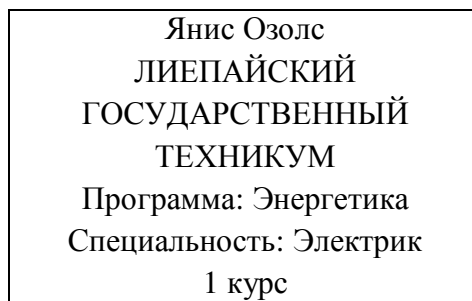 Янис Озолс
ЛИЕПАЙСКИЙ
ГОСУДАРСТВЕННЫЙ
ТЕХНИКУМ
Программа: Энергетика
Специальность: Электрик
1 курс